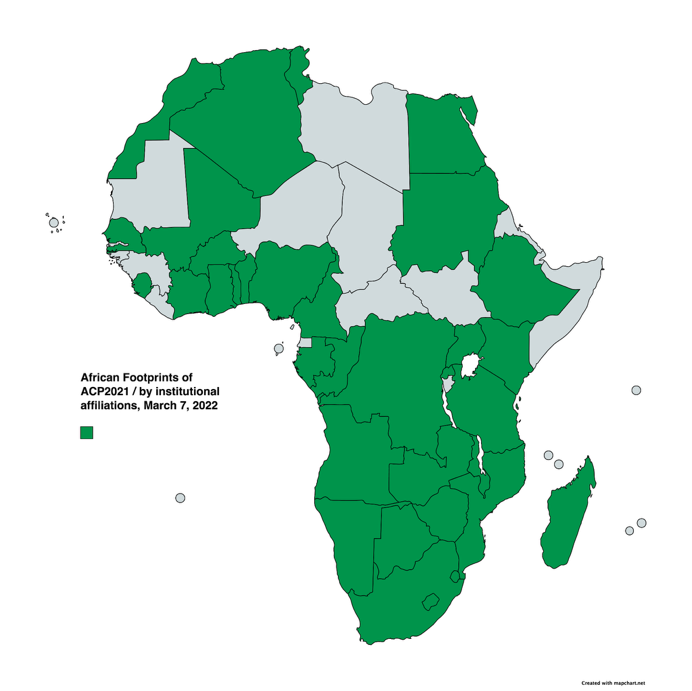 African Footprints of
ACP2021 / by institutional
affiliations, March 7, 2022
Created with mapchart.net